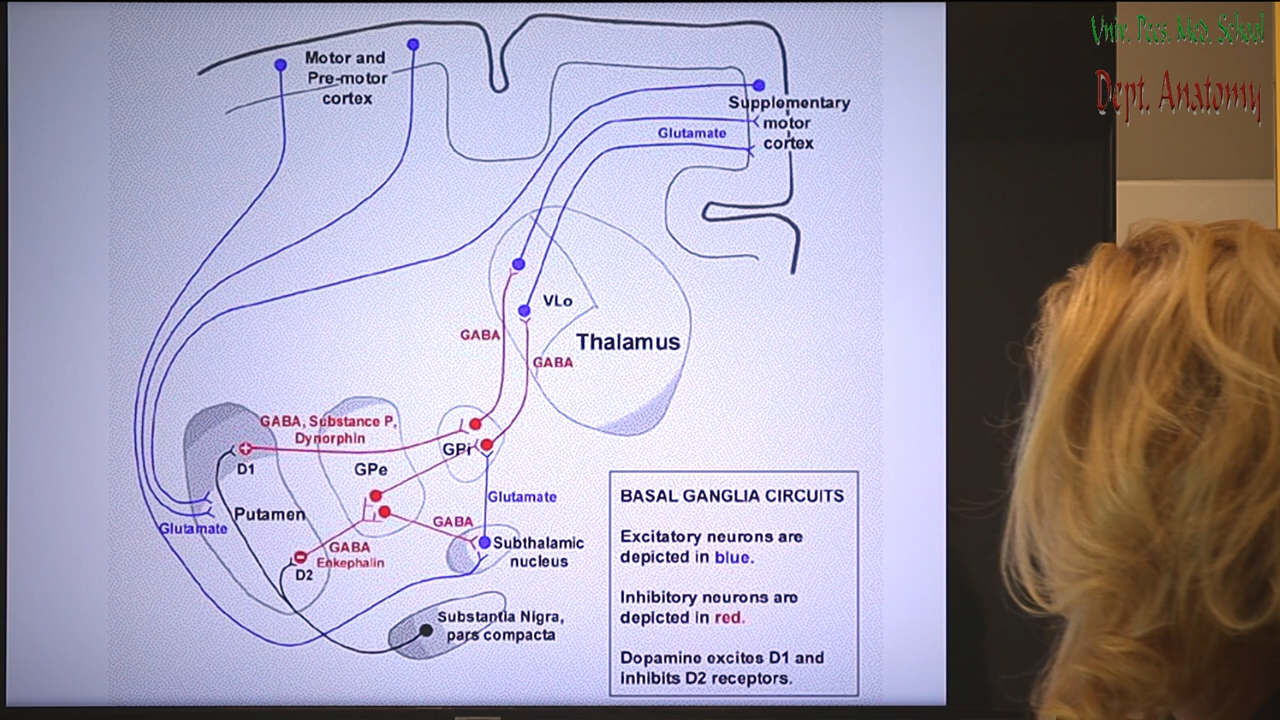 Univ. Pecs. Med. School
Dept. Anatomy
Motor and
Pre-motor
cortex
Supplementary
motor
cortex
Glutamate
VLo
Thalamus
GABA
GABA
GABA, Substance P,
Dynorphin
D1
GPe
GPi
Putamen
Glutamate
Glutamate
GABA
GABA
Enkephalin
D2
Subthalamic
nucleus
Substantia Nigra,
pars compacta
BASAL GANGLIA CIRCUITS
Excitatory neurons are
depicted in blue.
Inhibitory neurons are
depicted in red.
Dopamine excites D1 and
inhibits D2 receptors.